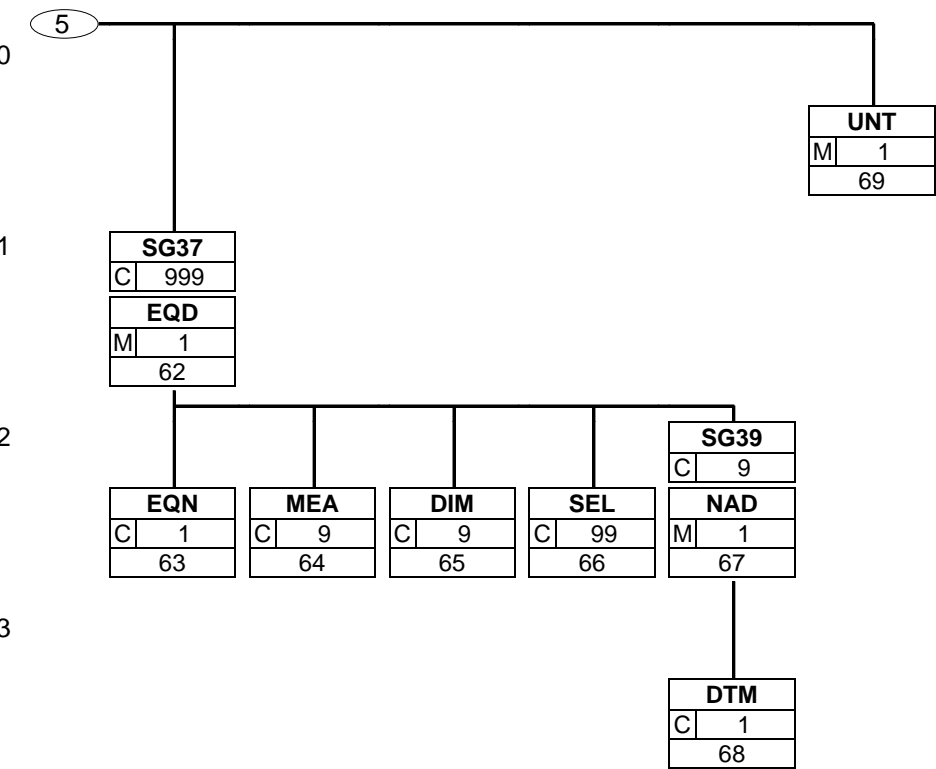 5
0
UNT
M 1
69
1
SG37
C 999
EQD
M 1
62
2
SG39
C 9
EQN MEA DIM SEL NAD
C 1 C 9 C 9 C 99 M 1
63 64 65 66 67
3
DTM
C 1
68